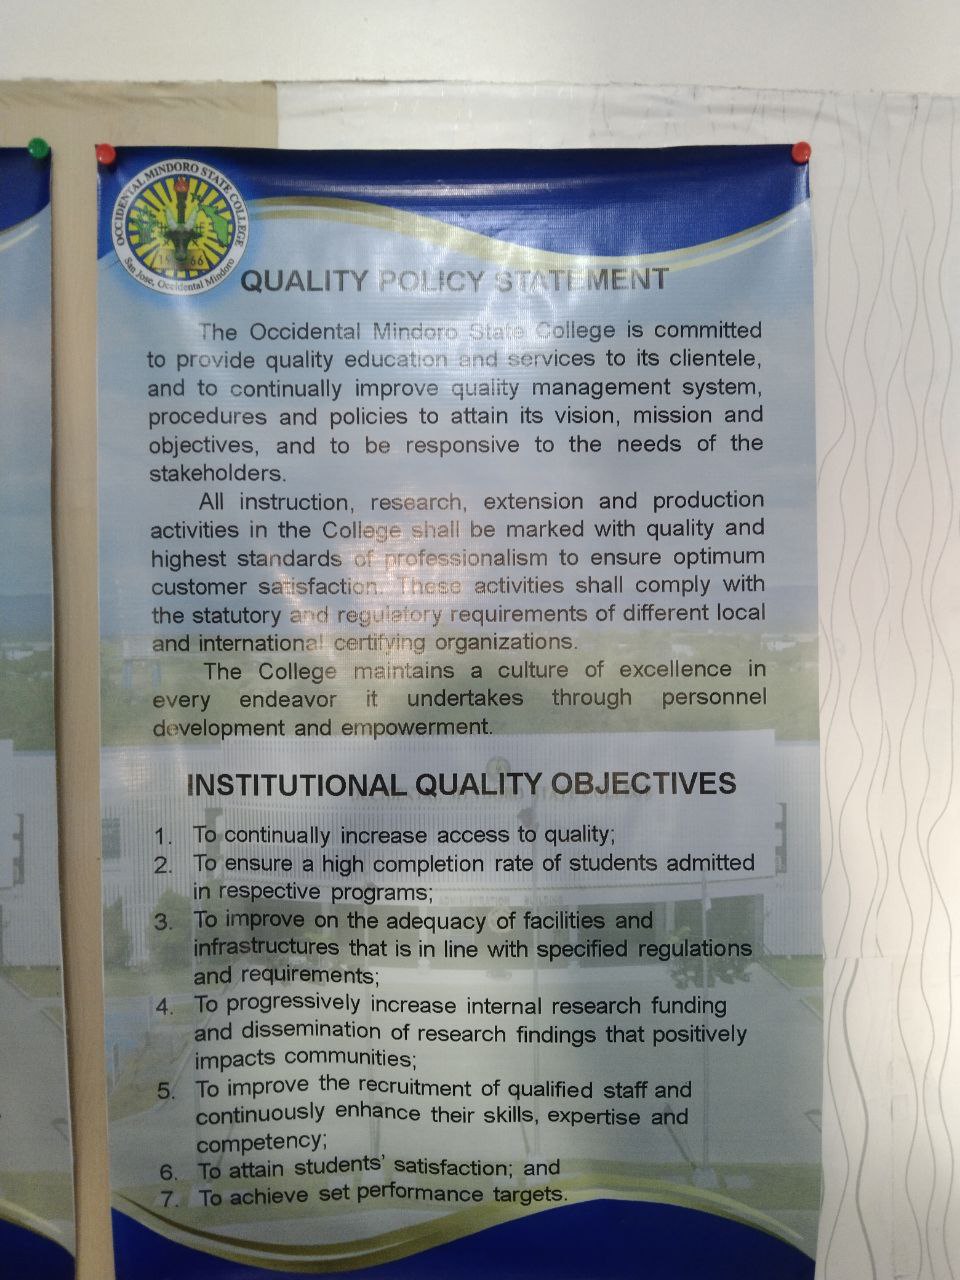 OCCIDENTAL MINDORO STATE COLLEGE
1966
San Jose, Occidental Mindoro
QUALITY POLICY STATEMENT
The Occidental Mindoro State College is committed
to provide quality education and services to its clientele,
and to continually improve quality management system,
procedures and policies to attain its vision, mission and
objectives, and to be responsive to the needs of the
stakeholders.
All instruction, research, extension and production
activities in the College shall be marked with quality and
highest standards of professionalism to ensure optimum
customer satisfaction. These activities shall comply with
the statutory and regulatory requirements of different local
and international certifying organizations.
The College maintains a culture of excellence in
every endeavor it undertakes through personnel
development and empowerment.
INSTITUTIONAL QUALITY OBJECTIVES
1. To continually increase access to quality;
2. To ensure a high completion rate of students admitted
in respective programs;
3. To improve on the adequacy of facilities and
infrastructures that is in line with specified regulations
and requirements;
4. To progressively increase internal research funding
and dissemination of research findings that positively
impacts communities;
5. To improve the recruitment of qualified staff and
continuously enhance their skills, expertise and
competency;
6. To attain students' satisfaction; and
7. To achieve set performance targets.